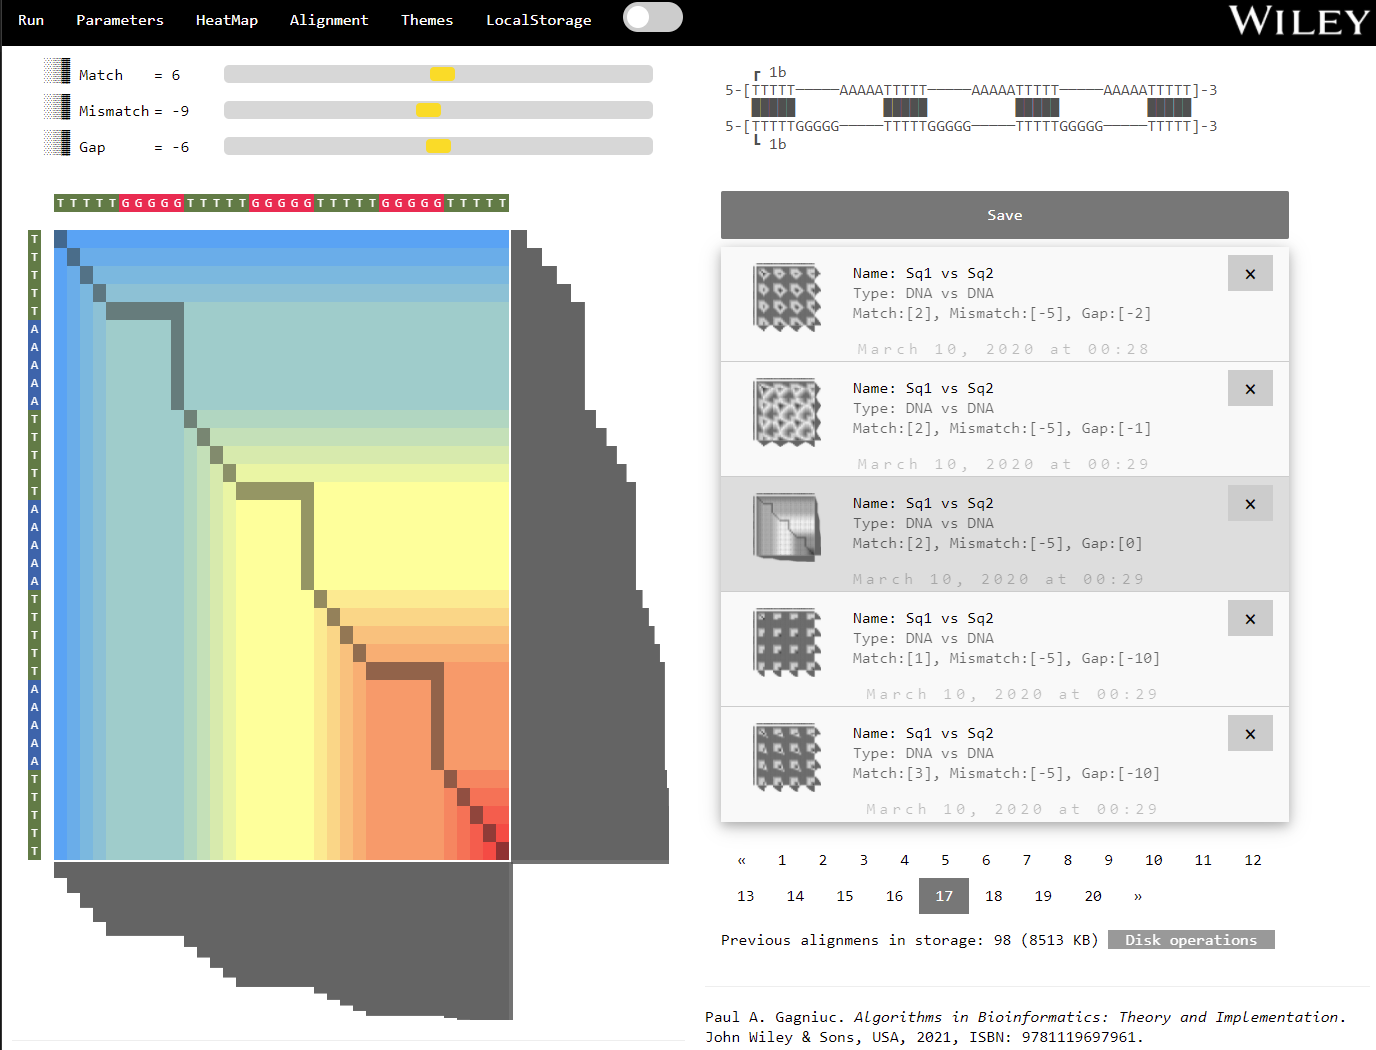 Run Parameters HeatMap Alignment Themes LocalStorage
WILEY
Match = 6
Mismatch = -9
Gap = -6
┏ 1b
5-[TTTTT─────AAAAATTTTT─────AAAAATTTTT─────AAAAATTTTT]-3
5-[TTTTTGGGGG─────TTTTTGGGGG─────TTTTTGGGGG─────TTTTT]-3
┗ 1b
T T T T T G G G G G T T T T T G G G G G T T T T T G G G G G T T T T T
T
T
T
T
T
A
A
A
A
A
T
T
T
T
T
A
A
A
A
A
T
T
T
T
T
A
A
A
A
A
T
T
T
T
T
Save
Name: Sq1 vs Sq2
Type: DNA vs DNA
Match:[2], Mismatch:[-5], Gap:[-2]
March 10, 2020 at 00:28
×
Name: Sq1 vs Sq2
Type: DNA vs DNA
Match:[2], Mismatch:[-5], Gap:[-1]
March 10, 2020 at 00:29
×
Name: Sq1 vs Sq2
Type: DNA vs DNA
Match:[2], Mismatch:[-5], Gap:[0]
March 10, 2020 at 00:29
×
Name: Sq1 vs Sq2
Type: DNA vs DNA
Match:[1], Mismatch:[-5], Gap:[-10]
March 10, 2020 at 00:29
×
Name: Sq1 vs Sq2
Type: DNA vs DNA
Match:[3], Mismatch:[-5], Gap:[-10]
March 10, 2020 at 00:29
×
« 1 2 3 4 5 6 7 8 9 10 11 12
13 14 15 16 17 18 19 20 »
Previous alignmens in storage: 98 (8513 KB) Disk operations
Paul A. Gagniuc. Algorithms in Bioinformatics: Theory and Implementation.
John Wiley & Sons, USA, 2021, ISBN: 9781119697961.